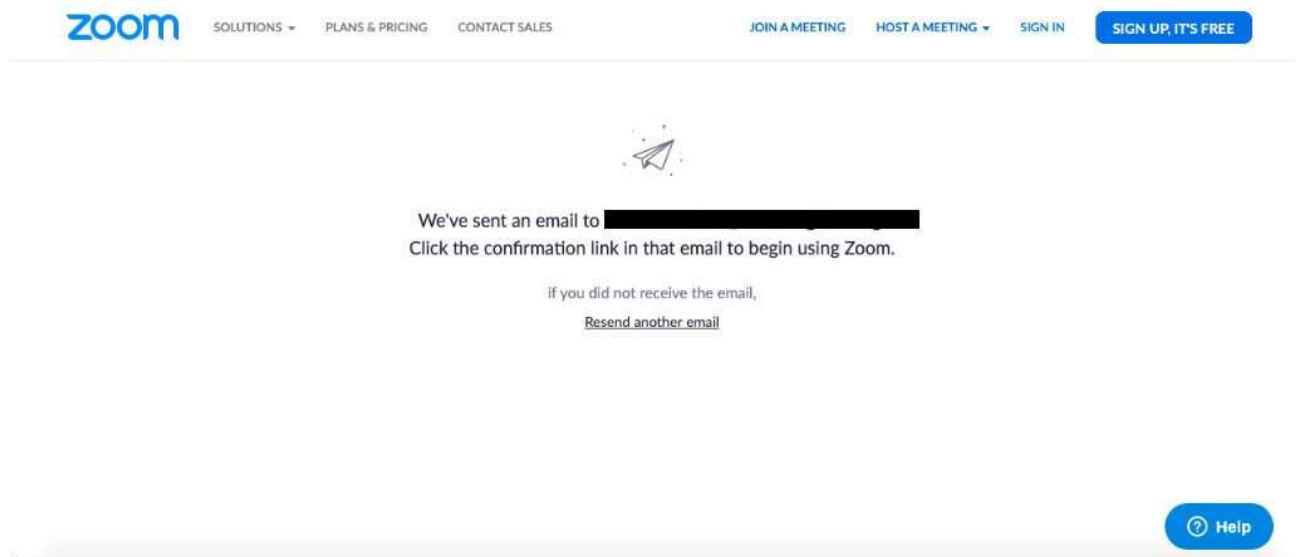 zoom SOLUTIONS PLANS & PRICING CONTACT SALES JOIN A MEETING HOST A MEETING SIGN IN SIGN UP, IT'S FREE
We've sent an email to
Click the confirmation link in that email to begin using Zoom.
if you did not receive the email,
Resend another email
Help